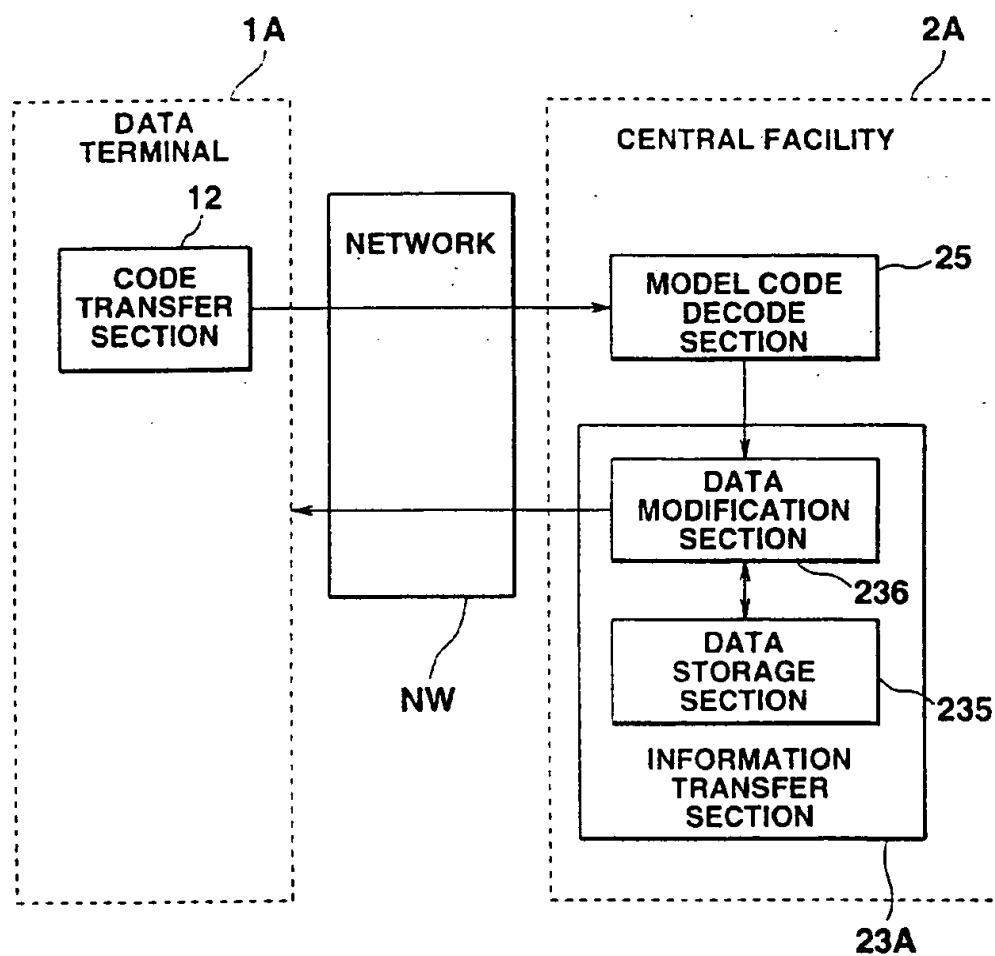 1A
2A
DATA
TERMINAL
CENTRAL FACILITY
12
NETWORK
CODE
TRANSFER
SECTION
25
MODEL CODE
DECODE
SECTION
DATA
MODIFICATION
SECTION
236
DATA
STORAGE
SECTION
235
NW
INFORMATION
TRANSFER
SECTION
23A